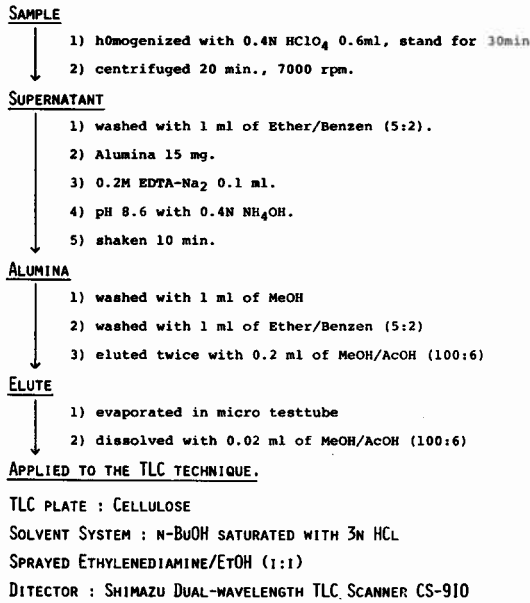 SAMPLE
1) h0mogenized with 0.4N HClO4 0.6ml, stand for 30min
2) centrifuged 20 min., 7000 rpm.
SUPERNATANT
1) washed with 1 ml of Ether/Benzen (5:2).
2) Alumina 15 mg.
3) 0.2M EDTA-Na2 0.1 ml.
4) pH 8.6 with 0.4N NH4OH.
5) shaken 10 min.
ALUMINA
1) washed with 1 ml of MeOH
2) washed with 1 ml of Ether/Benzen (5:2)
3) eluted twice with 0.2 ml of MeOH/AcOH (100:6)
ELUTE
1) evaporated in micro testtube
2) dissolved with 0.02 ml of MeOH/AcOH (100:6)
APPLIED TO THE TLC TECHNIQUE.
TLC PLATE : CELLULOSE
SOLVENT SYSTEM : N-BuOH SATURATED WITH 3N HCL
SPRAYED ETHYLENEDIAMINE/ETOH (1:1)
DITECTOR : SHIMAZU DUAL-WAVELENGTH TLC SCANNER CS-910